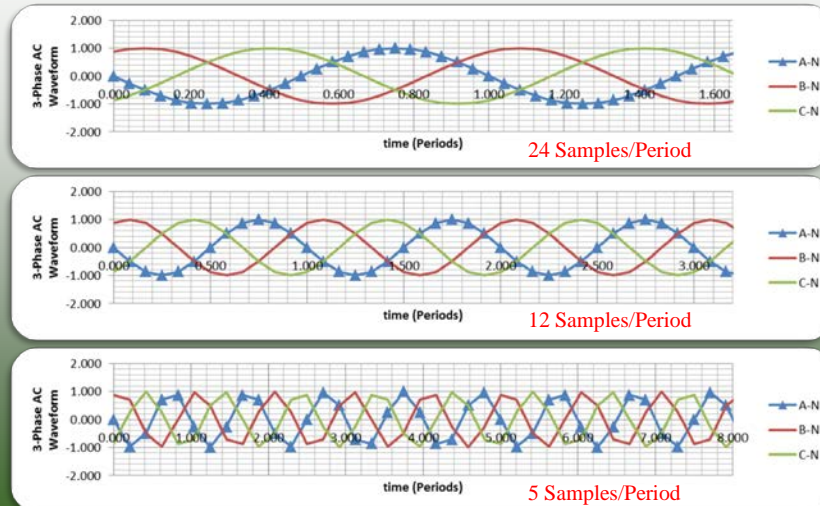 3-Phase AC
Waveform
2.000
1.000
0.000
-1.000
-2.000
0.000 0.200 0.400 0.600 0.800 1.000 1.200 1.400 1.600
time (Periods)
24 Samples/Period
A-N
B-N
C-N
3-Phase AC
Waveform
2.000
1.000
0.000
-1.000
-2.000
0.000 0.500 1.000 1.500 2.000 2.500 3.000
time (Periods)
12 Samples/Period
A-N
B-N
C-N
3-Phase AC
Waveform
2.000
1.000
0.000
-1.000
-2.000
0.000 1.000 2.000 3.000 4.000 5.000 6.000 7.000 8.000
time (Periods)
5 Samples/Period
A-N
B-N
C-N